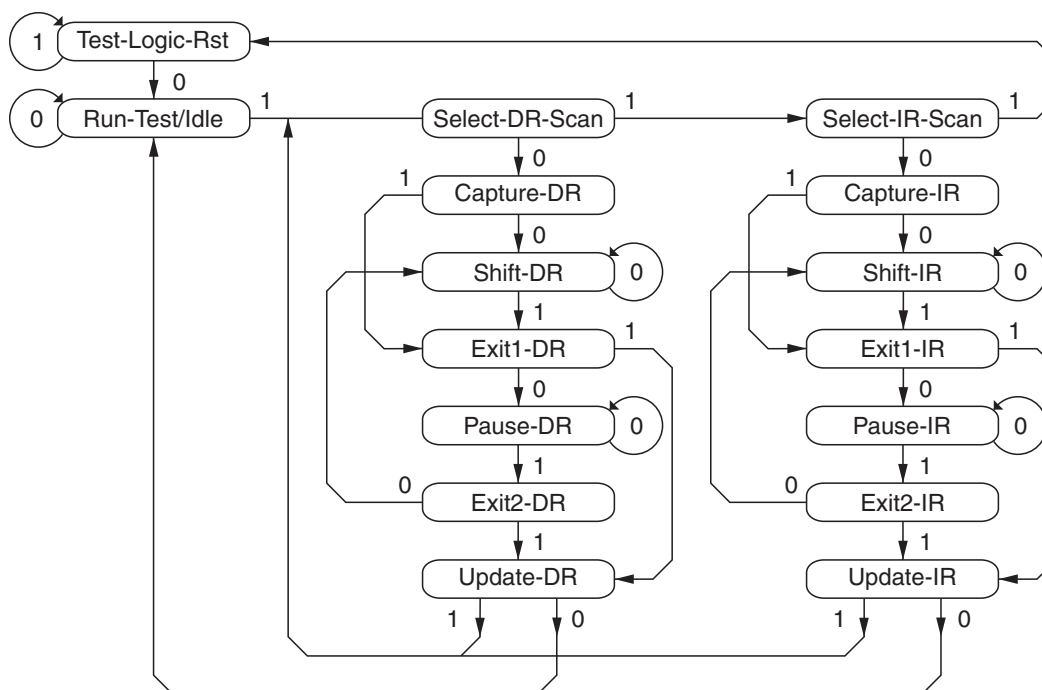 1 Test-Logic-Rst
0
0 Run-Test/Idle 1 Select-DR-Scan 1 Select-IR-Scan 1
0 0
1 Capture-DR 1 Capture-IR
0 0
Shift-DR 0 Shift-IR 0
1 1
Exit1-DR 1 Exit1-IR 1
0 0
Pause-DR 0 Pause-IR 0
1 1
0 Exit2-DR 0 Exit2-IR
1 1
Update-DR Update-IR
1 0 1 0